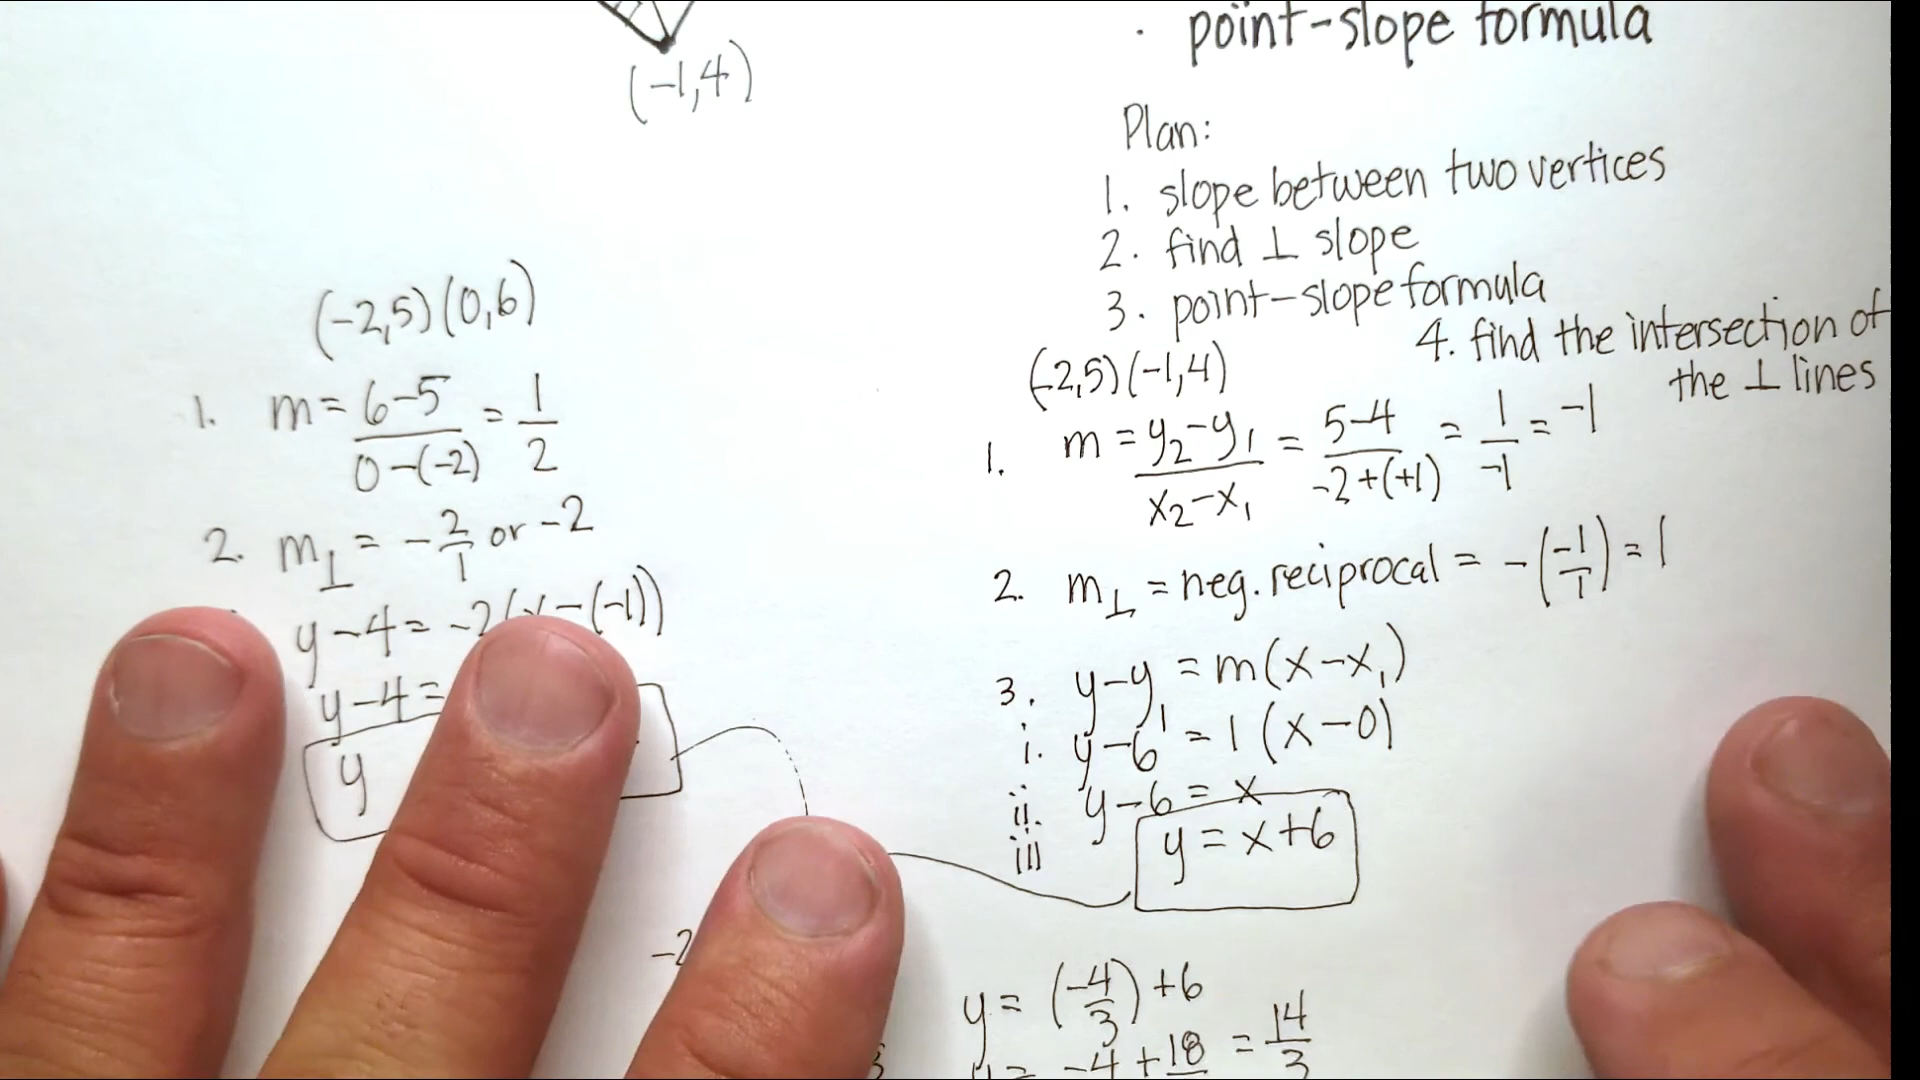 (-1,4)
· point-slope formula
Plan:
1. slope between two vertices
2. find ⊥ slope
3. point-slope formula
4. find the intersection of
the ⊥ lines
(-2,5)(0,6)
1. m = 6-5 / 0-(-2) = 1/2
2. m⊥ = -2/1 or -2
y-4 = -2(x-(-1))
y-4 =
y
(-2,5)(-1,4)
1. m = y₂-y₁ / x₂-x₁ = 5-4 / -2+(+1) = 1/-1 = -1
2. m⊥ = neg. reciprocal = -(-1/1) = 1
3. y-y₁ = m(x-x₁)
i. y-6 = 1(x-0)
ii. y-6 = x
iii y = x+6
-2
y = (-4/3)+6
y = -4+18 = 14/3